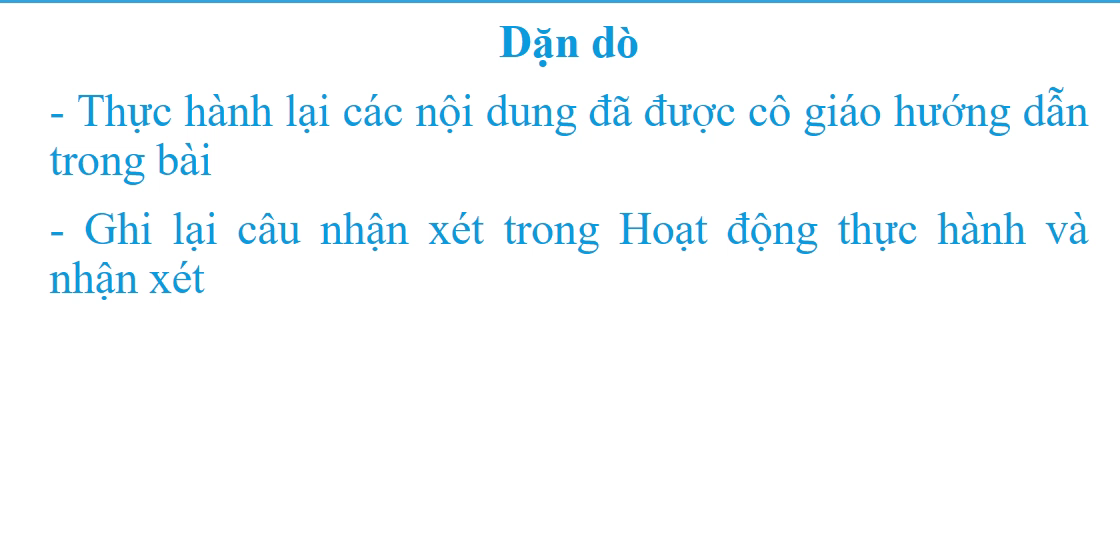 Dặn dò
- Thực hành lại các nội dung đã được cô giáo hướng dẫn
trong bài
- Ghi lại câu nhận xét trong Hoạt động thực hành và
nhận xét